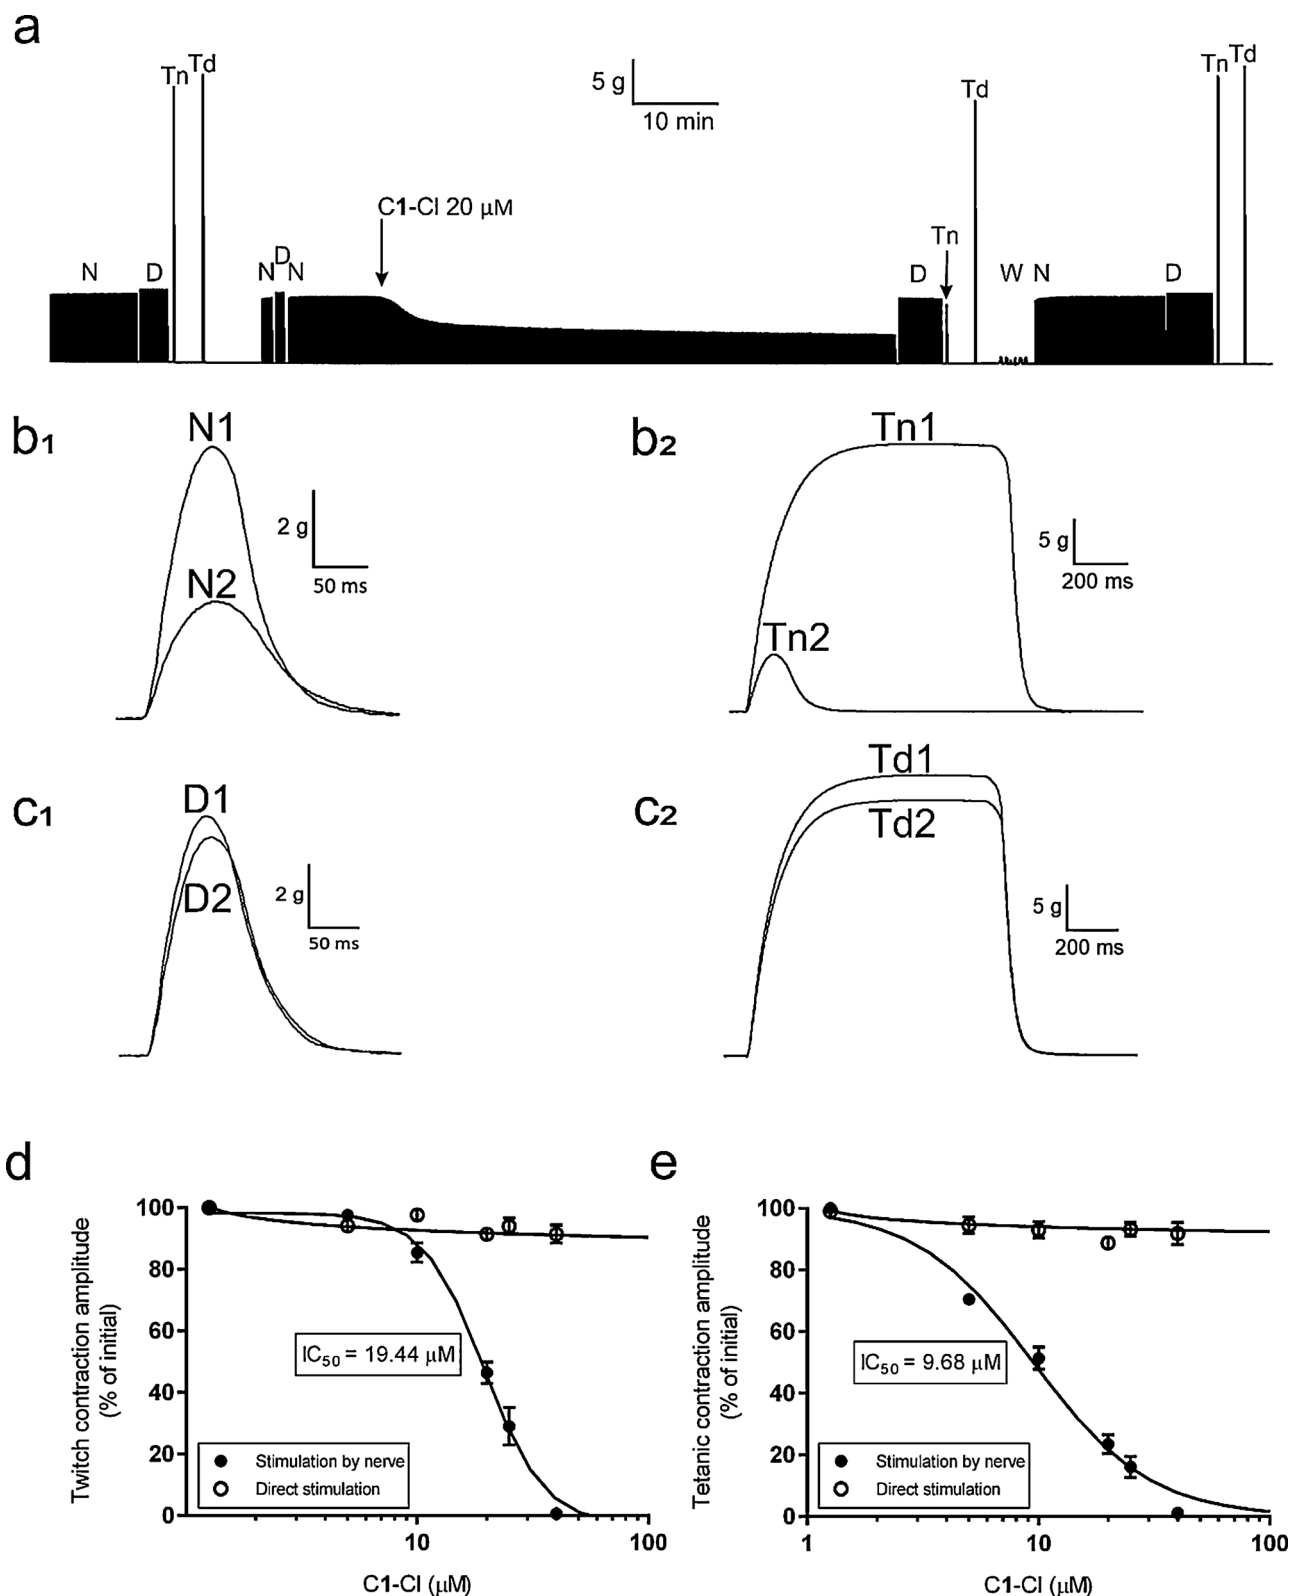 a
Tn Td
5 g
10 min
Tn Td
Td
C1-Cl 20 μM
Tn
N D N D N D W N D
b1
N1
2 g
50 ms
N2
b2
Tn1
5 g
200 ms
Tn2
c1
D1
D2
2 g
50 ms
c2
Td1
Td2
5 g
200 ms
d
Twitch contraction amplitude
(% of initial)
100
80
60
40
20
0
IC50 = 19.44 μM
Stimulation by nerve
Direct stimulation
10 100
C1-Cl (μM)
e
Tetanic contraction amplitude
(% of initial)
100
80
60
40
20
0
IC50 = 9.68 μM
Stimulation by nerve
Direct stimulation
1 10 100
C1-Cl (μM)